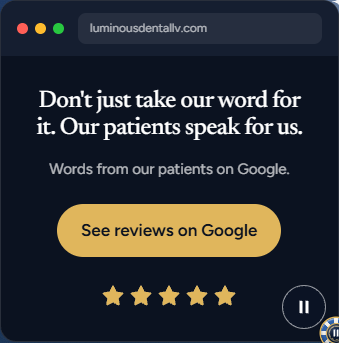 luminousdentallv.com
Don't just take our word for
it. Our patients speak for us.
Words from our patients on Google.
See reviews on Google